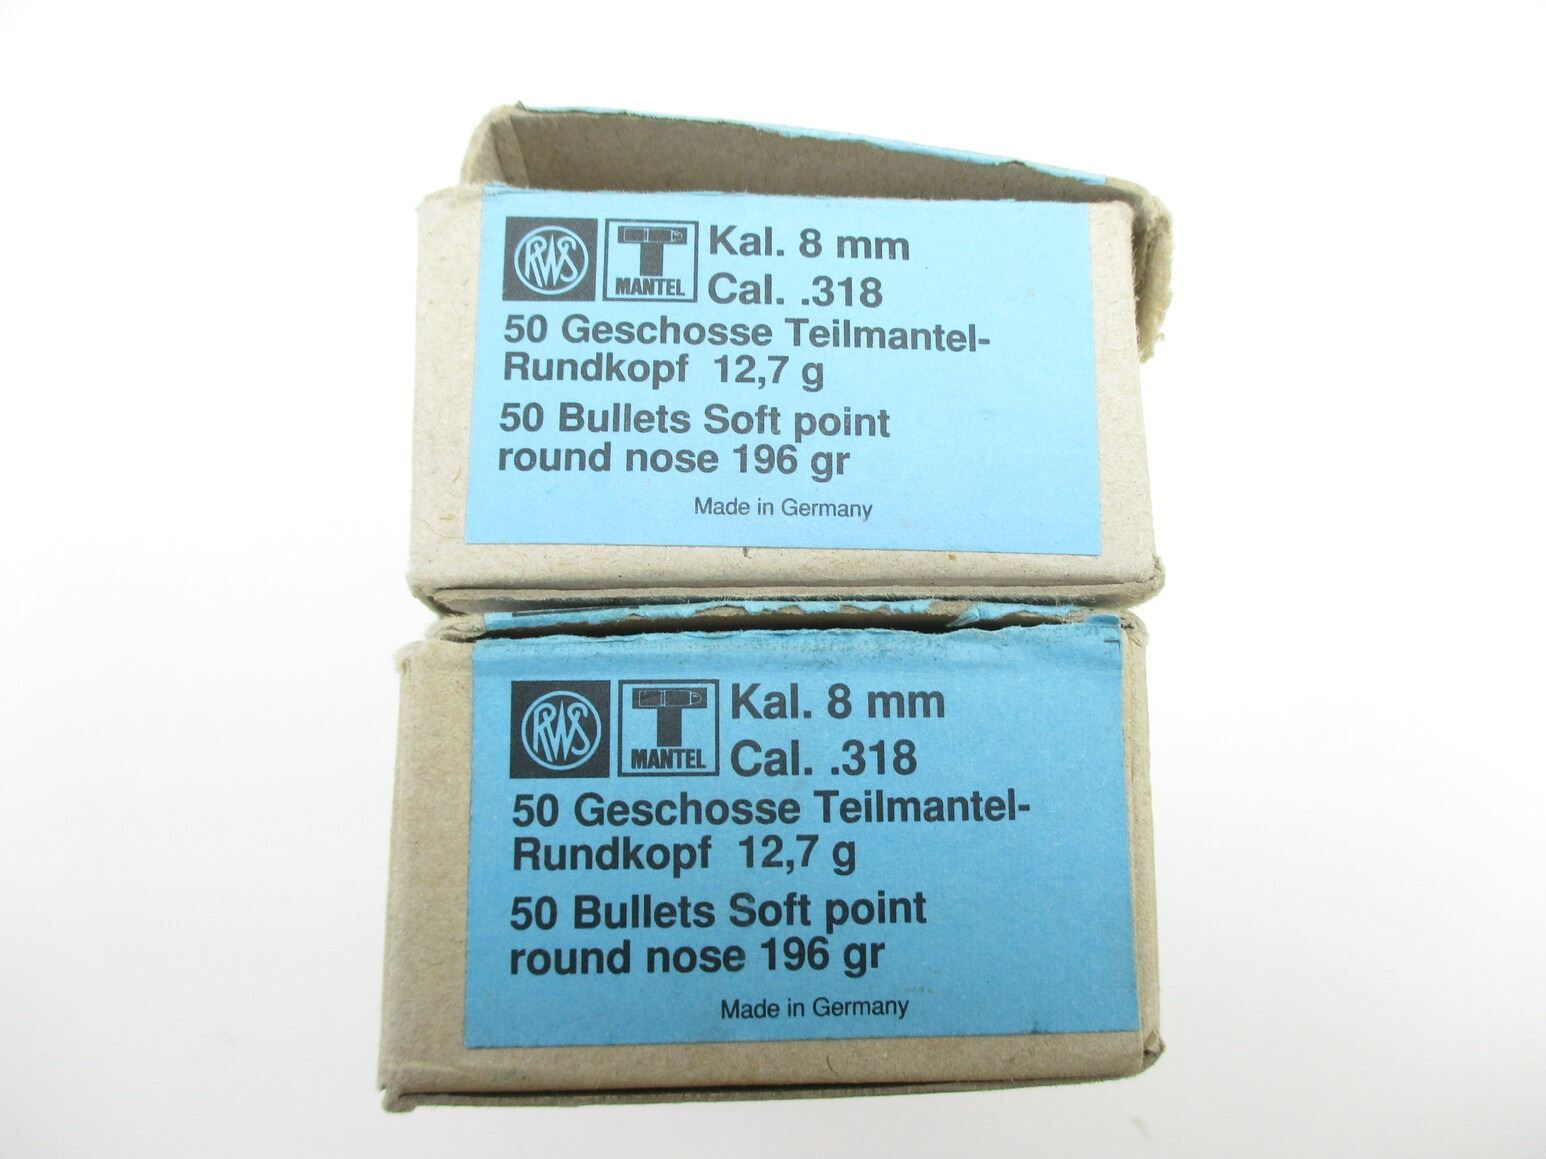 RWS
T
MANTEL
Kal. 8 mm
Cal. .318
50 Geschosse Teilmantel-
Rundkopf 12,7 g
50 Bullets Soft point
round nose 196 gr
Made in Germany
RWS
T
MANTEL
Kal. 8 mm
Cal. .318
50 Geschosse Teilmantel-
Rundkopf 12,7 g
50 Bullets Soft point
round nose 196 gr
Made in Germany